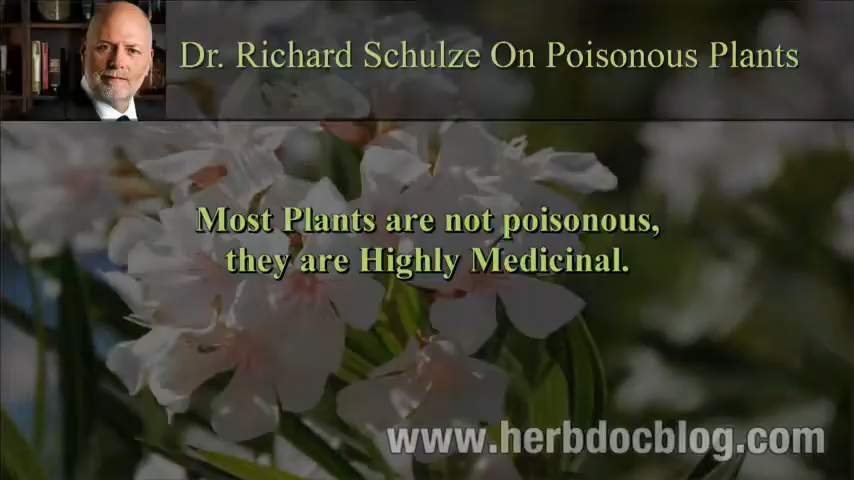 Dr. Richard Schulze On Poisonous Plants
Most Plants are not poisonous,
they are Highly Medicinal.
www.herbdocblog.com